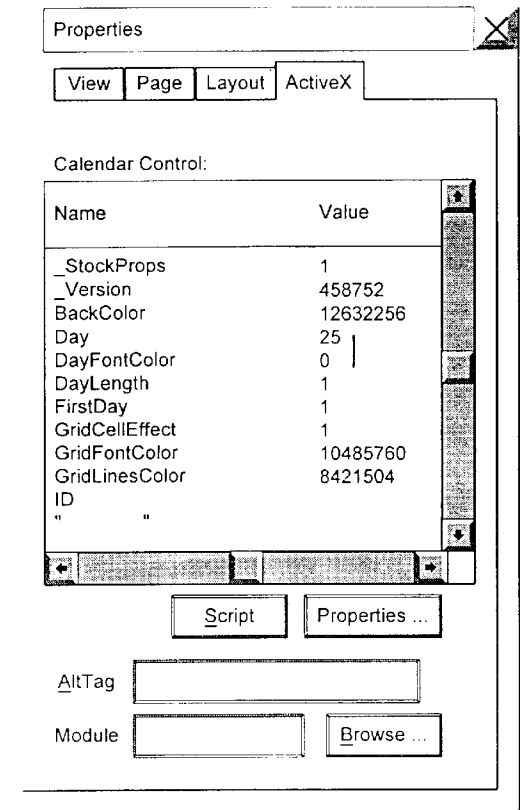 Properties
View Page Layout ActiveX
Calendar Control:
Name Value
_StockProps 1
_Version 458752
BackColor 12632256
Day 25
DayFontColor 0
DayLength 1
FirstDay 1
GridCellEffect 1
GridFontColor 10485760
GridLinesColor 8421504
ID
" "
Script Properties ...
AltTag
Module Browse ...